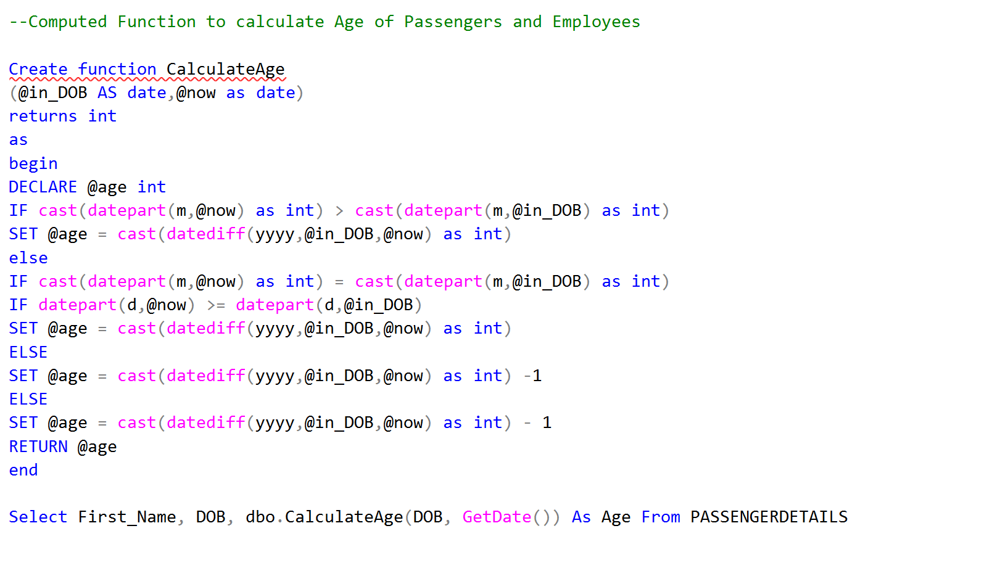 --Computed Function to calculate Age of Passengers and Employees
Create function CalculateAge
(@in_DOB AS date,@now as date)
returns int
as
begin
DECLARE @age int
IF cast(datepart(m,@now) as int) > cast(datepart(m,@in_DOB) as int)
SET @age = cast(datediff(yyyy,@in_DOB,@now) as int)
else
IF cast(datepart(m,@now) as int) = cast(datepart(m,@in_DOB) as int)
IF datepart(d,@now) >= datepart(d,@in_DOB)
SET @age = cast(datediff(yyyy,@in_DOB,@now) as int)
ELSE
SET @age = cast(datediff(yyyy,@in_DOB,@now) as int) -1
ELSE
SET @age = cast(datediff(yyyy,@in_DOB,@now) as int) - 1
RETURN @age
end
Select First_Name, DOB, dbo.CalculateAge(DOB, GetDate()) As Age From PASSENGERDETAILS